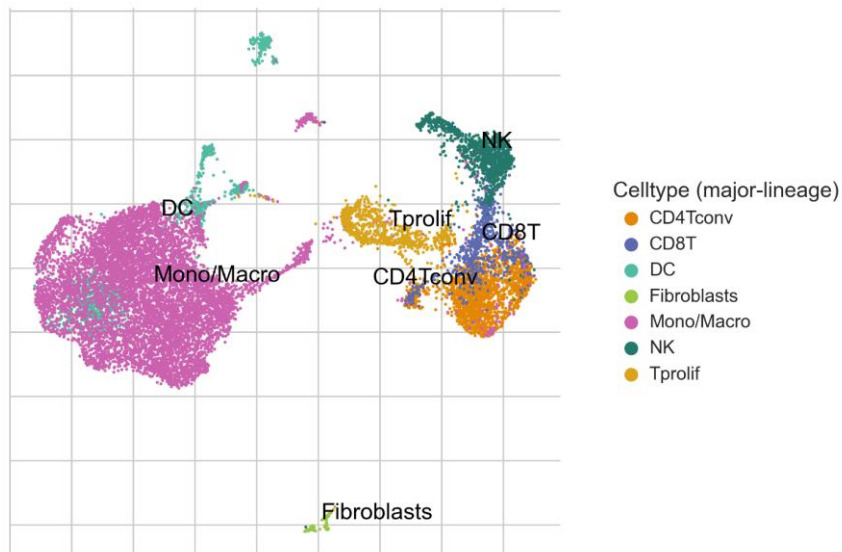 NK
DC
Tprolif
CD8T
Mono/Macro
CD4Tconv
Fibroblasts
Celltype (major-lineage)
CD4Tconv
CD8T
DC
Fibroblasts
Mono/Macro
NK
Tprolif